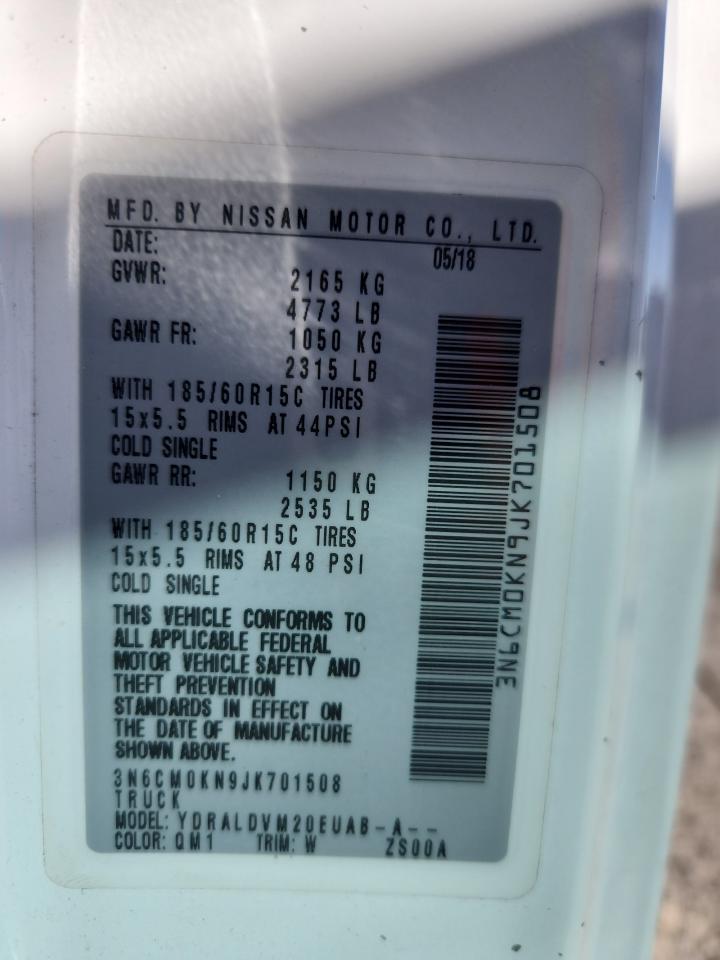 MFD. BY NISSAN MOTOR CO., LTD.
DATE: 05/18
GVWR: 2165 KG
4773 LB
GAWR FR: 1050 KG
2315 LB
WITH 185/60R15C TIRES
15x5.5 RIMS AT 44PSI
COLD SINGLE
GAWR RR: 1150 KG
2535 LB
WITH 185/60R15C TIRES
15x5.5 RIMS AT 48 PSI
COLD SINGLE
THIS VEHICLE CONFORMS TO
ALL APPLICABLE FEDERAL
MOTOR VEHICLE SAFETY AND
THEFT PREVENTION
STANDARDS IN EFFECT ON
THE DATE OF MANUFACTURE
SHOWN ABOVE.
3N6CM0KN9JK701508
TRUCK
MODEL: YDRALDVM20EUAB-A--
COLOR: QM1 TRIM: W ZS00A
3N6CM0KN9JK701508